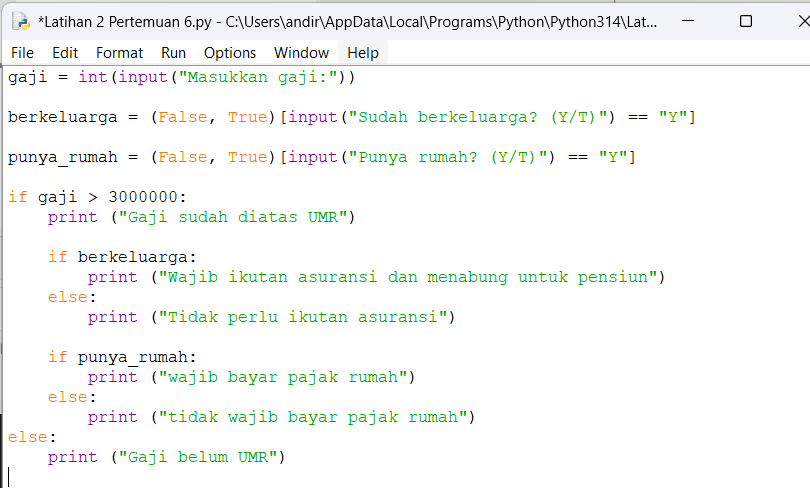 *Latihan 2 Pertemuan 6.py - C:\Users\andir\AppData\Local\Programs\Python\Python314\Lat...
File Edit Format Run Options Window Help
gaji = int(input("Masukkan gaji:"))
berkeluarga = (False, True)[input("Sudah berkeluarga? (Y/T)") == "Y"]
punya_rumah = (False, True)[input("Punya rumah? (Y/T)") == "Y"]
if gaji > 3000000:
    print ("Gaji sudah diatas UMR")
    if berkeluarga:
        print ("Wajib ikutan asuransi dan menabung untuk pensiun")
    else:
        print ("Tidak perlu ikutan asuransi")
    if punya_rumah:
        print ("wajib bayar pajak rumah")
    else:
        print ("tidak wajib bayar pajak rumah")
else:
    print ("Gaji belum UMR")